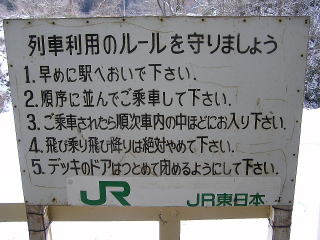 列車利用のルールを守りましょう
1.早めに駅へおいで下さい.
2.順序に並んでご乗車して下さい.
3.ご乗車されたら順次車内の中ほどにお入り下さい.
4.飛び乗り飛び降りは絶対やめて下さい.
5.デッキのドアはつとめて閉めるようにして下さい.
JR JR東日本